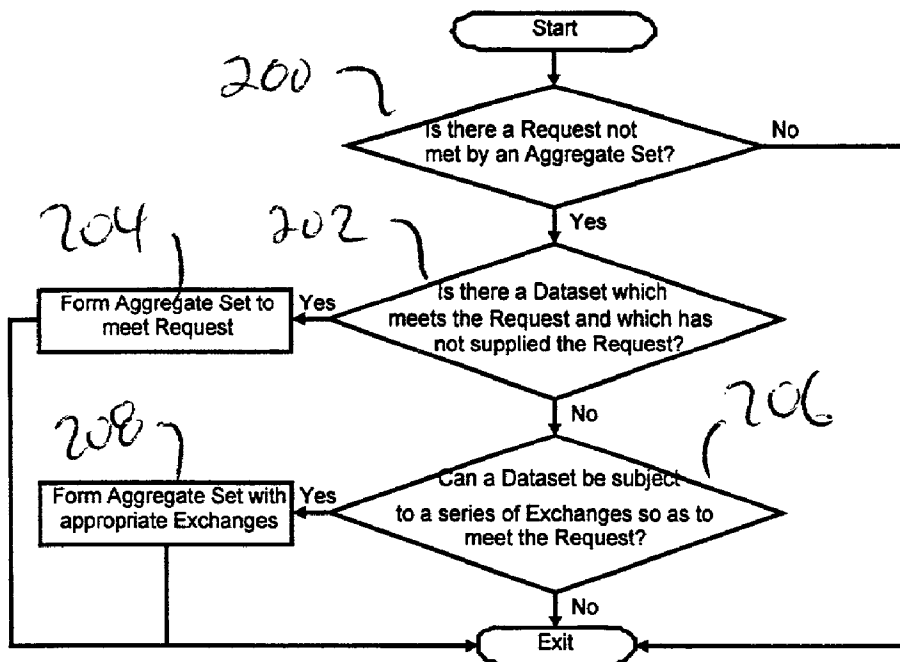 Start
200
Is there a Request not
met by an Aggregate Set?
No
Yes
204
202
Form Aggregate Set to
meet Request
Yes
Is there a Dataset which
meets the Request and which has
not supplied the Request?
No
206
208
Form Aggregate Set with
appropriate Exchanges
Yes
Can a Dataset be subject
to a series of Exchanges so as to
meet the Request?
No
Exit